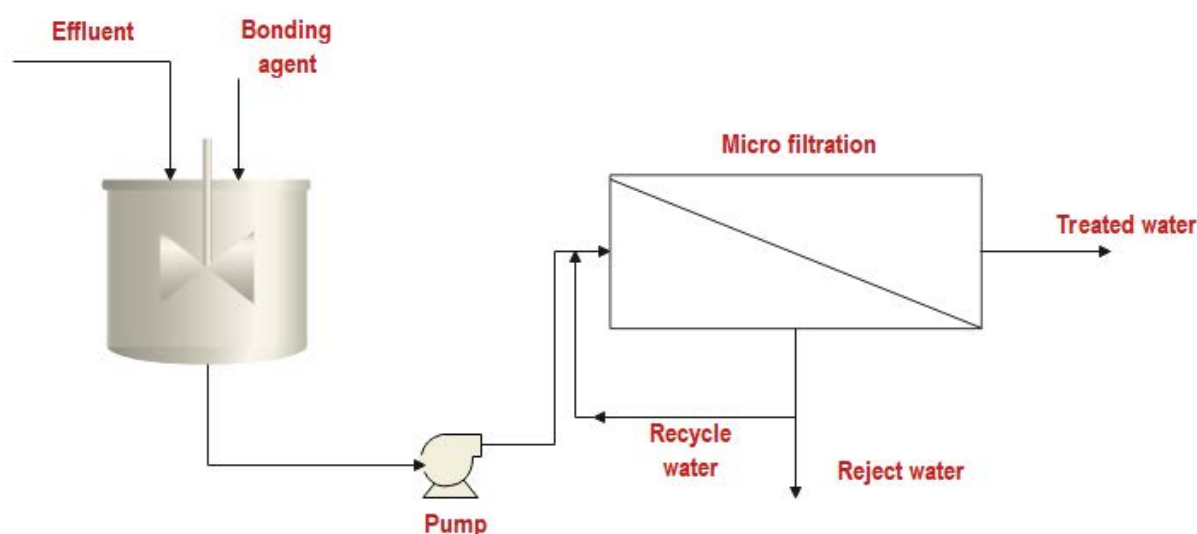 Effluent
Bonding
agent
Micro filtration
Treated water
Recycle
water
Reject water
Pump